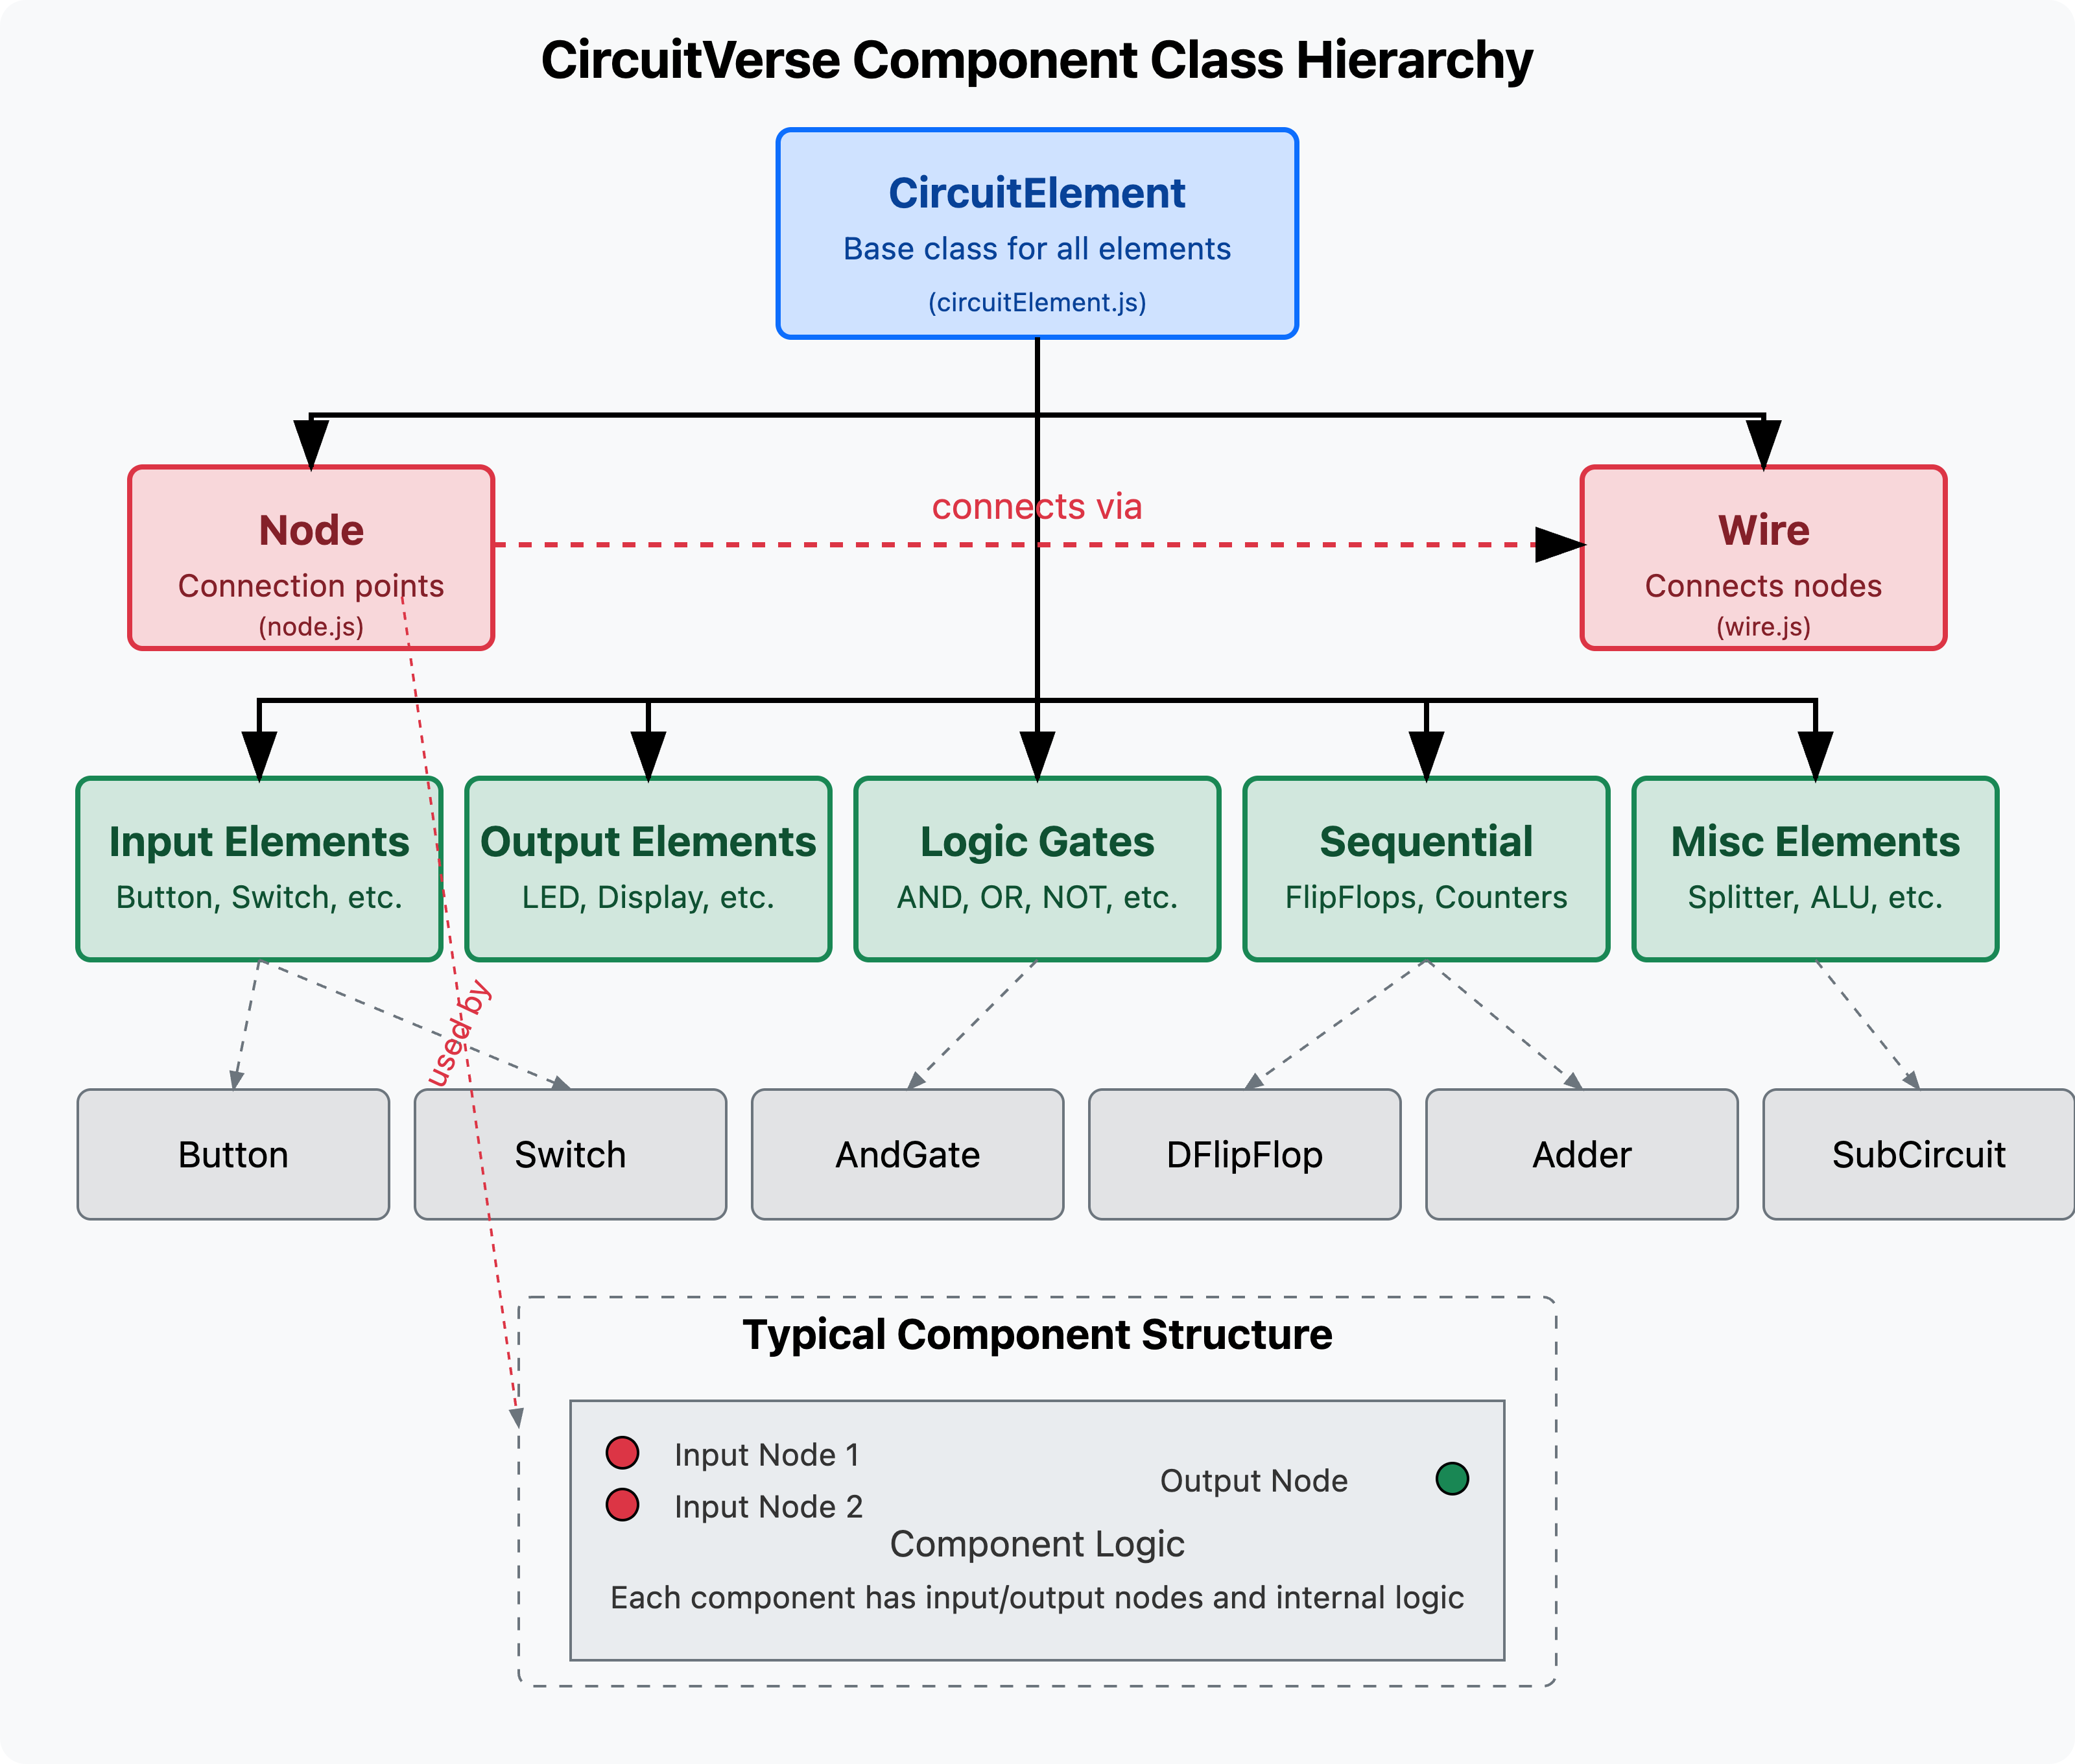 CircuitVerse Component Class Hierarchy
CircuitElement
Base class for all elements
(circuitElement.js)
Node
Connection points
(node.js)
connects via
Wire
Connects nodes
(wire.js)
Input Elements
Button, Switch, etc.
Output Elements
LED, Display, etc.
Logic Gates
AND, OR, NOT, etc.
Sequential
FlipFlops, Counters
Misc Elements
Splitter, ALU, etc.
used by
Button
Switch
AndGate
DFlipFlop
Adder
SubCircuit
Typical Component Structure
Input Node 1
Input Node 2
Output Node
Component Logic
Each component has input/output nodes and internal logic